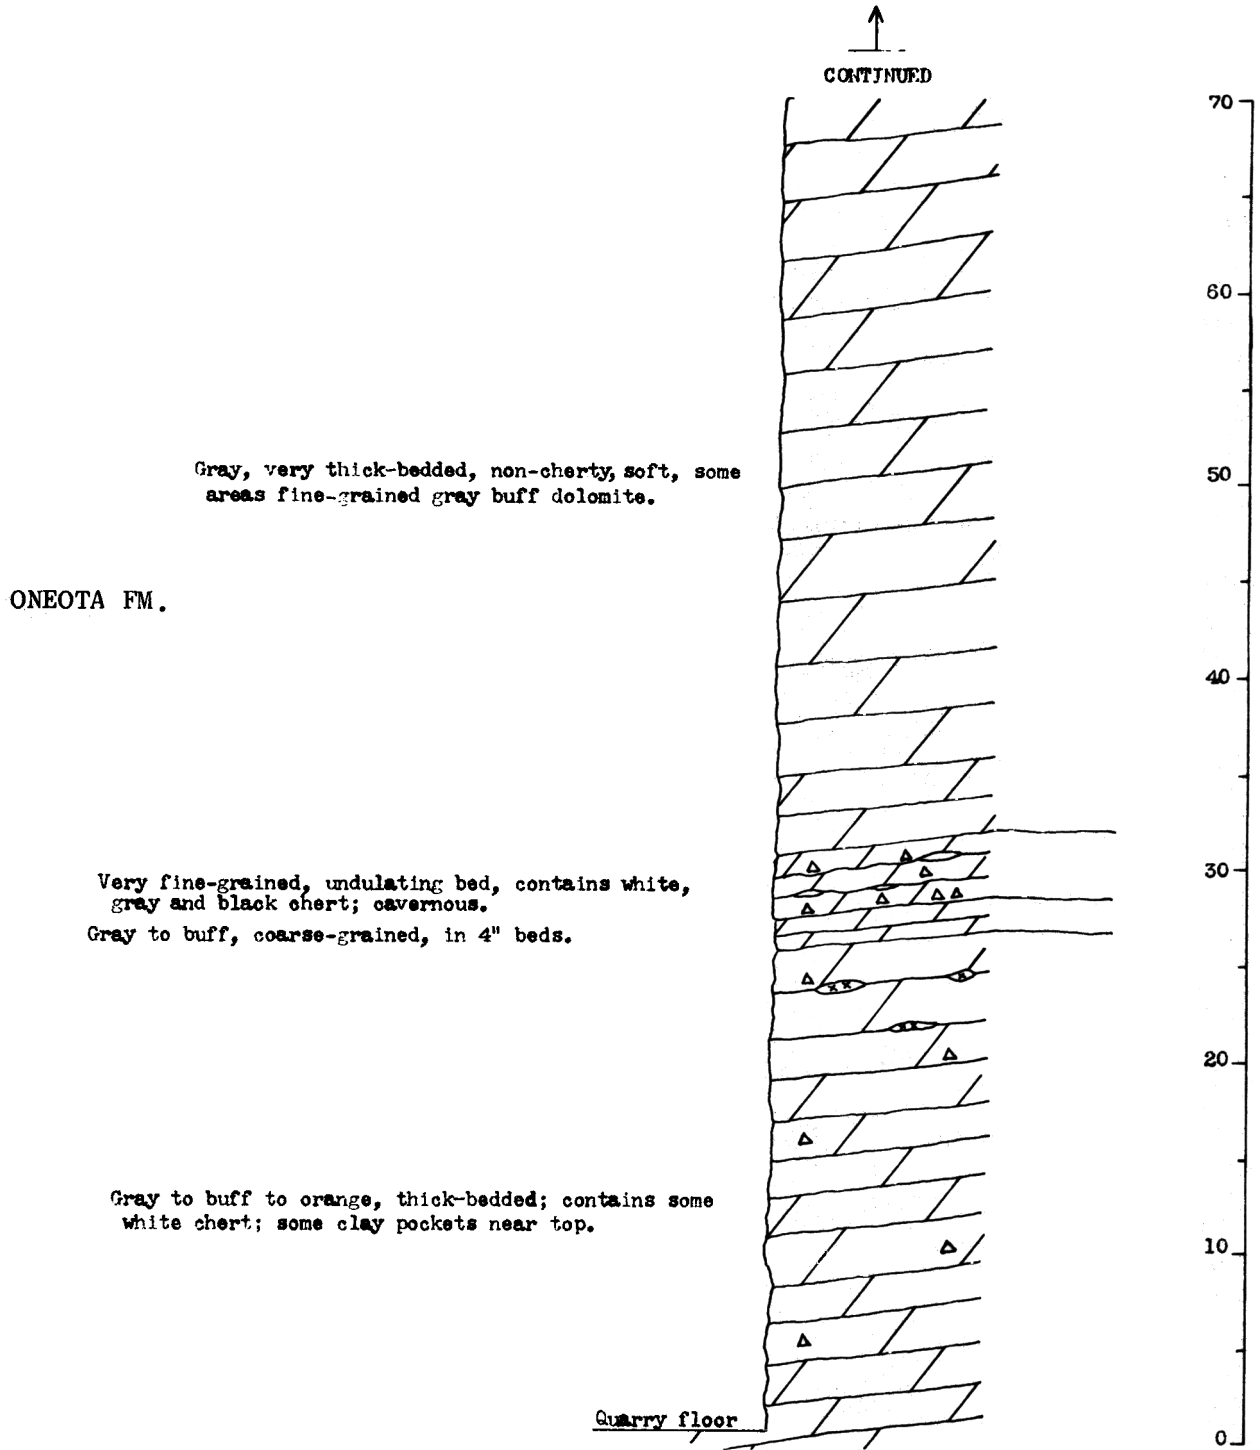 CONTINUED
70
60
Gray, very thick-bedded, non-cherty, soft, some
areas fine-grained gray buff dolomite.
50
ONEOTA FM.
40
Very fine-grained, undulating bed, contains white,
gray and black chert; cavernous.
30
Gray to buff, coarse-grained, in 4" beds.
20
Gray to buff to orange, thick-bedded; contains some
white chert; some clay pockets near top.
10
Quarry floor
0